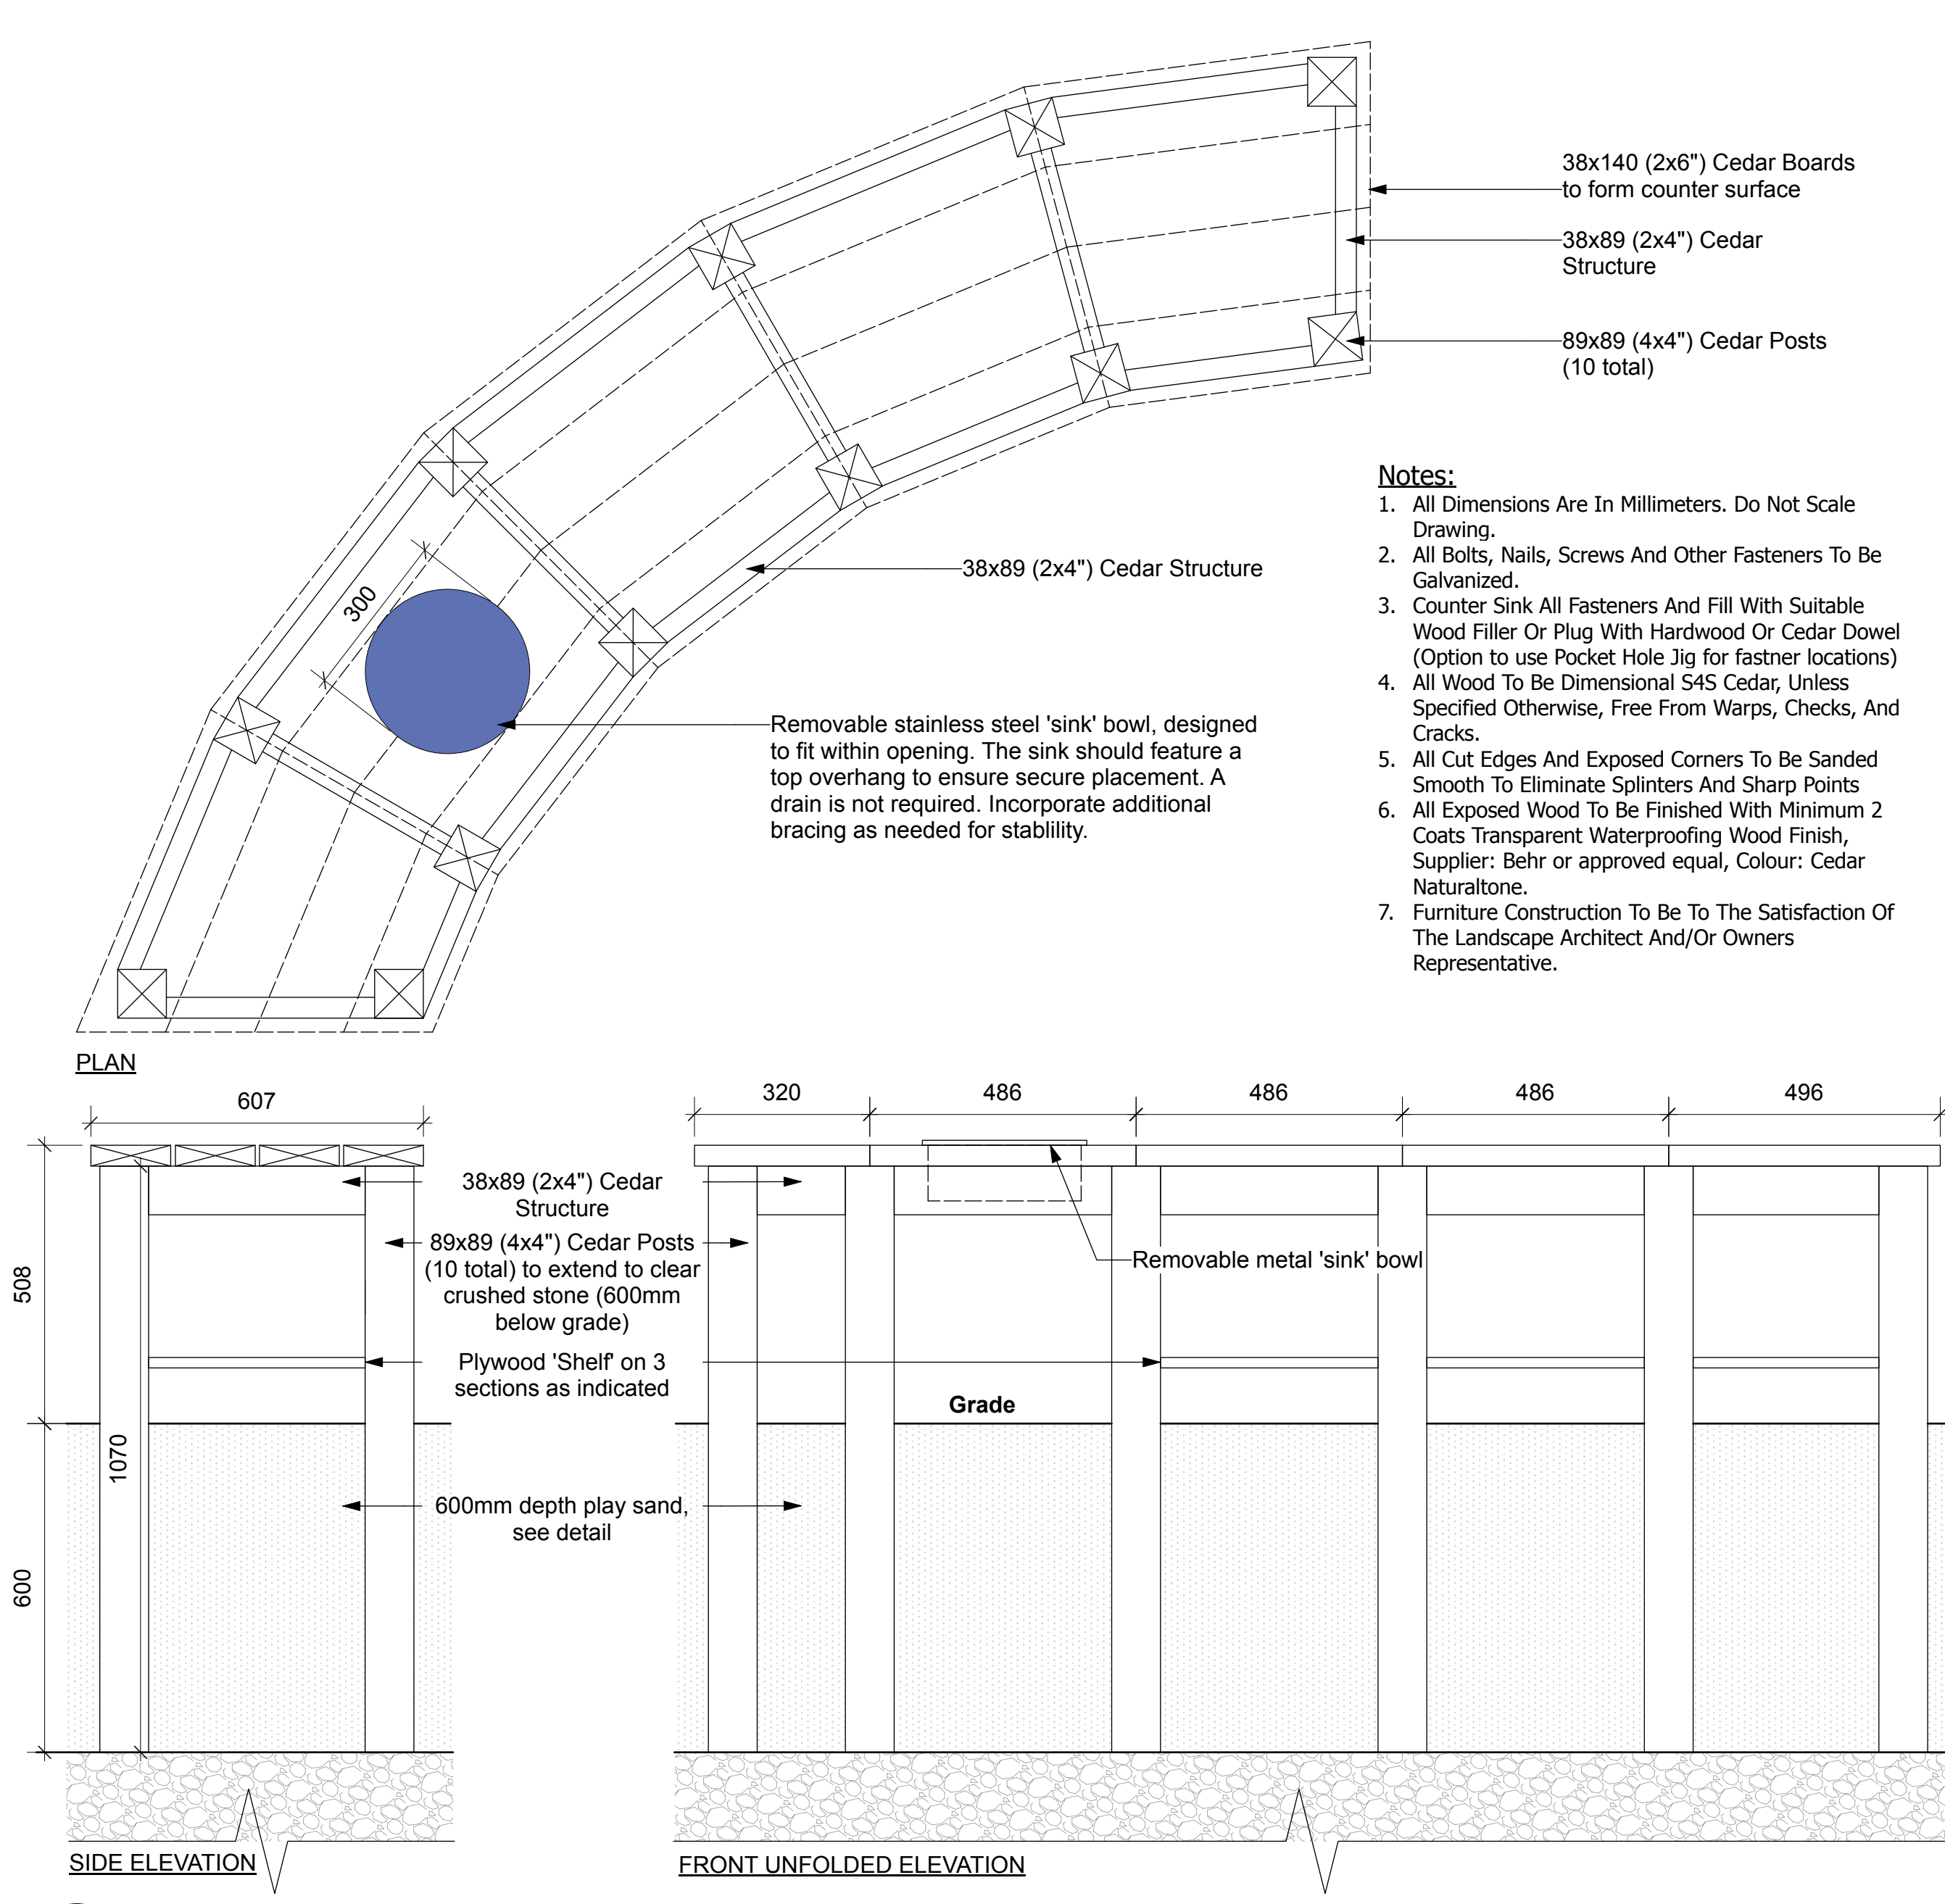 38x140 (2x6") Cedar Boards
to form counter surface
38x89 (2x4") Cedar
Structure
89x89 (4x4") Cedar Posts
(10 total)
38x89 (2x4") Cedar Structure
300
Removable stainless steel 'sink' bowl, designed
to fit within opening. The sink should feature a
top overhang to ensure secure placement. A
drain is not required. Incorporate additional
bracing as needed for stablility.
Notes:
1. All Dimensions Are In Millimeters. Do Not Scale
Drawing.
2. All Bolts, Nails, Screws And Other Fasteners To Be
Galvanized.
3. Counter Sink All Fasteners And Fill With Suitable
Wood Filler Or Plug With Hardwood Or Cedar Dowel
(Option to use Pocket Hole Jig for fastner locations)
4. All Wood To Be Dimensional S4S Cedar, Unless
Specified Otherwise, Free From Warps, Checks, And
Cracks.
5. All Cut Edges And Exposed Corners To Be Sanded
Smooth To Eliminate Splinters And Sharp Points
6. All Exposed Wood To Be Finished With Minimum 2
Coats Transparent Waterproofing Wood Finish,
Supplier: Behr or approved equal, Colour: Cedar
Naturaltone.
7. Furniture Construction To Be To The Satisfaction Of
The Landscape Architect And/Or Owners
Representative.
PLAN
607
508
600
1070
38x89 (2x4") Cedar
Structure
89x89 (4x4") Cedar Posts
(10 total) to extend to clear
crushed stone (600mm
below grade)
Plywood 'Shelf' on 3
sections as indicated
600mm depth play sand,
see detail
SIDE ELEVATION
320
486
486
486
496
Removable metal 'sink' bowl
Grade
FRONT UNFOLDED ELEVATION